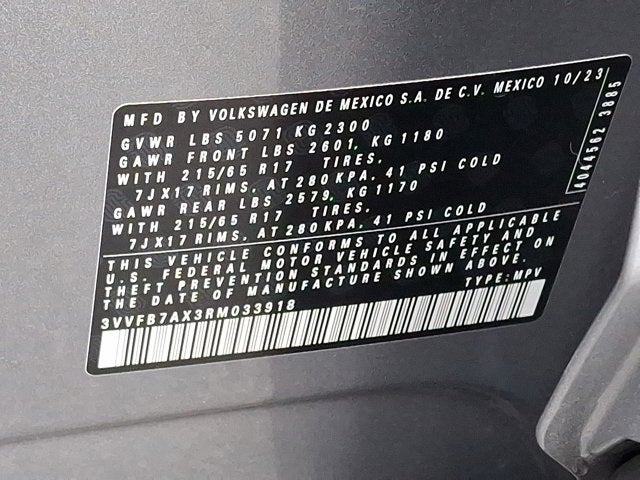 MFD BY VOLKSWAGEN DE MEXICO S.A. DE C.V. MEXICO 10/23
GVWR LBS 5071 KG 2300
GAWR FRONT LBS 2601, KG 1180
WITH 215/65 R17 TIRES,
7JX17 RIMS, AT 280 KPA, 41 PSI COLD
GAWR REAR LBS 2579, KG 1170
WITH 215/65 R17 TIRES,
7JX17 RIMS, AT 280 KPA, 41 PSI COLD
THIS VEHICLE CONFORMS TO ALL APPLICABLE
U.S. FEDERAL MOTOR VEHICLE SAFETY AND
THEFT PREVENTION STANDARDS IN EFFECT ON
THE DATE OF MANUFACTURE SHOWN ABOVE.
3VVFB7AX3RM033918 TYPE: MPV
4044562 3885